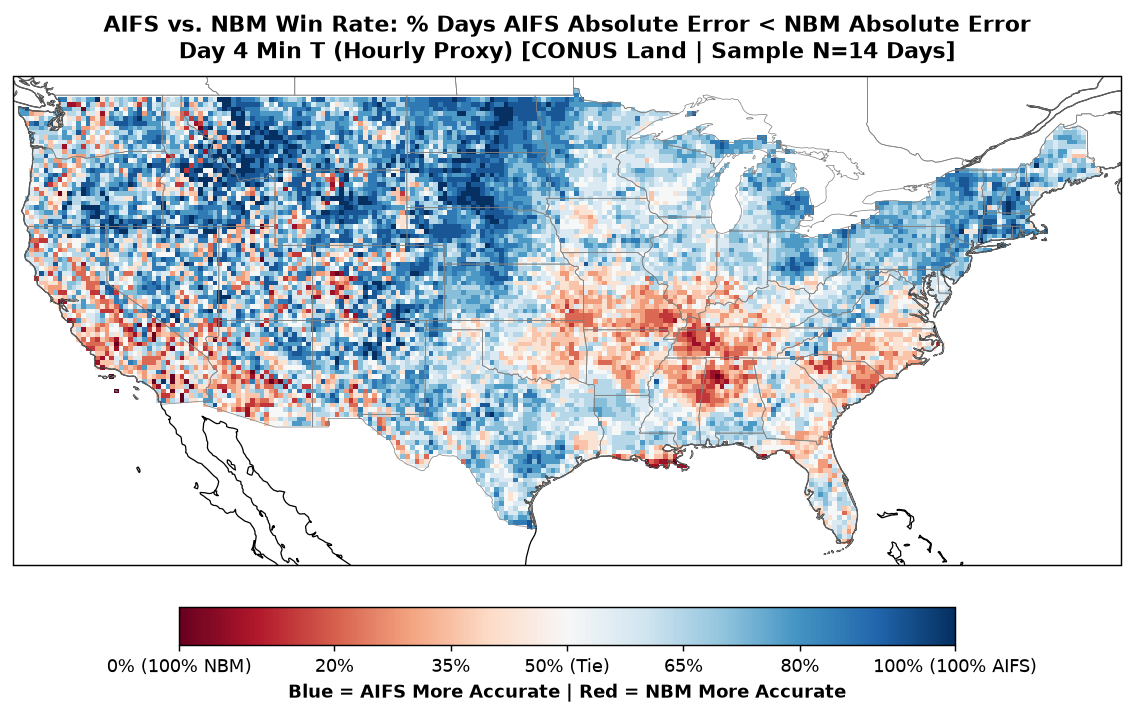 AIFS vs. NBM Win Rate: % Days AIFS Absolute Error < NBM Absolute Error
Day 4 Min T (Hourly Proxy) [CONUS Land | Sample N=14 Days]
0% (100% NBM) 20% 35% 50% (Tie) 65% 80% 100% (100% AIFS)
Blue = AIFS More Accurate | Red = NBM More Accurate